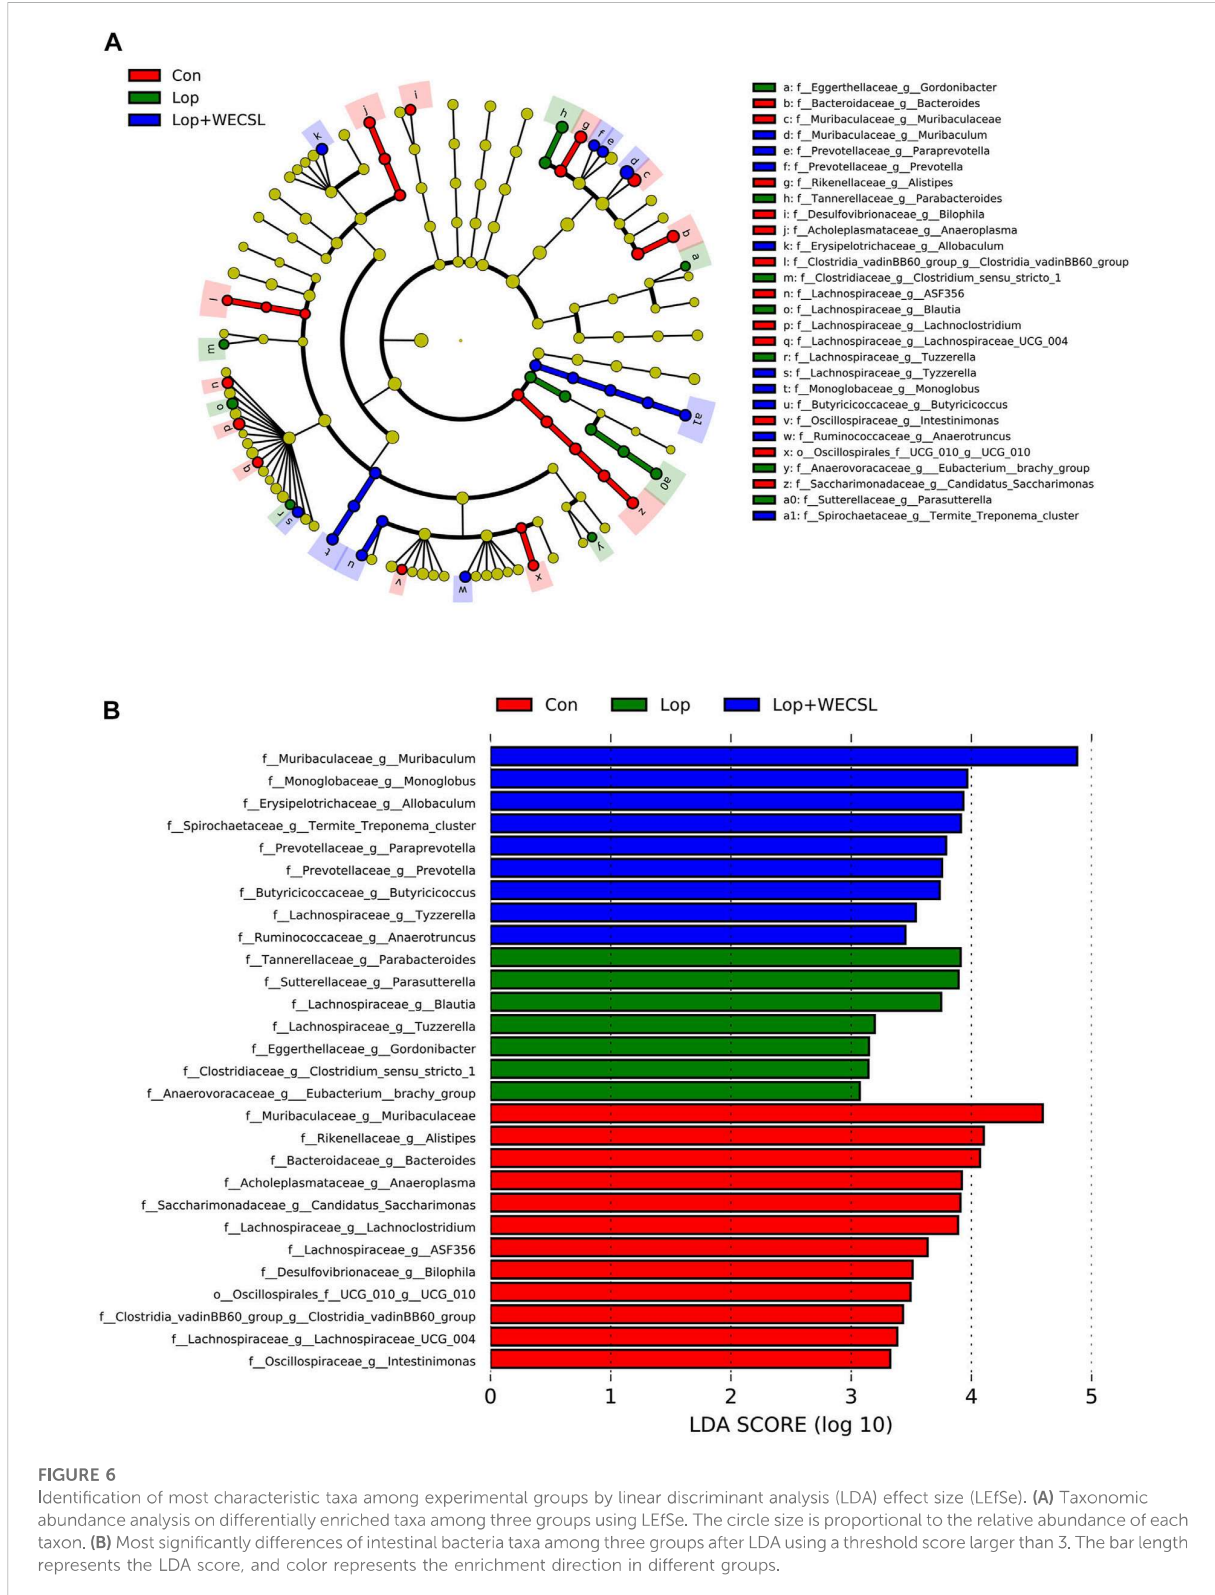 A
Con
Lop
Lop+WECSL
a: f__Eggerthellaceae_g__Gordonibacter
b: f__Bacteroidaceae_g__Bacteroides
c: f__Muribaculaceae_g__Muribaculaceae
d: f__Muribaculaceae_g__Muribaculum
e: f__Prevotellaceae_g__Paraprevotella
f: f__Prevotellaceae_g__Prevotella
g: f__Rikenellaceae_g__Alistipes
h: f__Tannerellaceae_g__Parabacteroides
i: f__Desulfovibrionaceae_g__Bilophila
j: f__Acholeplasmataceae_g__Anaeroplasma
k: f__Erysipelotrichaceae_g__Allobaculum
l: f__Clostridia_vadinBB60_group_g__Clostridia_vadinBB60_group
m: f__Clostridiaceae_g__Clostridium_sensu_stricto_1
n: f__Lachnospiraceae_g__ASF356
o: f__Lachnospiraceae_g__Blautia
p: f__Lachnospiraceae_g__Lachnoclostridium
q: f__Lachnospiraceae_g__Lachnospiraceae_UCG_004
r: f__Lachnospiraceae_g__Tuzzerella
s: f__Lachnospiraceae_g__Tyzzerella
t: f__Monoglobaceae_g__Monoglobus
u: f__Butyricicoccaceae_g__Butyricicoccus
v: f__Oscillospiraceae_g__Intestinimonas
w: f__Ruminococcaceae_g__Anaerotruncus
x: o__Oscillospirales_f__UCG_010_g__UCG_010
y: f__Anaerovoracaceae_g___Eubacterium__brachy_group
z: f__Saccharimonadaceae_g__Candidatus_Saccharimonas
a0: f__Sutterellaceae_g__Parasutterella
a1: f__Spirochaetaceae_g__Termite_Treponema_cluster
a
b
c
d
e
f
g
h
i
j
k
l
m
n
o
p
q
r
s
t
u
v
w
x
y
z
a0
a1
B
Con Lop Lop+WECSL
f__Muribaculaceae_g__Muribaculum
f__Monoglobaceae_g__Monoglobus
f__Erysipelotrichaceae_g__Allobaculum
f__Spirochaetaceae_g__Termite_Treponema_cluster
f__Prevotellaceae_g__Paraprevotella
f__Prevotellaceae_g__Prevotella
f__Butyricicoccaceae_g__Butyricicoccus
f__Lachnospiraceae_g__Tyzzerella
f__Ruminococcaceae_g__Anaerotruncus
f__Tannerellaceae_g__Parabacteroides
f__Sutterellaceae_g__Parasutterella
f__Lachnospiraceae_g__Blautia
f__Lachnospiraceae_g__Tuzzerella
f__Eggerthellaceae_g__Gordonibacter
f__Clostridiaceae_g__Clostridium_sensu_stricto_1
f__Anaerovoracaceae_g___Eubacterium__brachy_group
f__Muribaculaceae_g__Muribaculaceae
f__Rikenellaceae_g__Alistipes
f__Bacteroidaceae_g__Bacteroides
f__Acholeplasmataceae_g__Anaeroplasma
f__Saccharimonadaceae_g__Candidatus_Saccharimonas
f__Lachnospiraceae_g__Lachnoclostridium
f__Lachnospiraceae_g__ASF356
f__Desulfovibrionaceae_g__Bilophila
o__Oscillospirales_f__UCG_010_g__UCG_010
f__Clostridia_vadinBB60_group_g__Clostridia_vadinBB60_group
f__Lachnospiraceae_g__Lachnospiraceae_UCG_004
f__Oscillospiraceae_g__Intestinimonas
0 1 2 3 4 5
LDA SCORE (log 10)
FIGURE 6
Identification of most characteristic taxa among experimental groups by linear discriminant analysis (LDA) effect size (LEfSe). (A) Taxonomic
abundance analysis on differentially enriched taxa among three groups using LEfSe. The circle size is proportional to the relative abundance of each
taxon. (B) Most significantly differences of intestinal bacteria taxa among three groups after LDA using a threshold score larger than 3. The bar length
represents the LDA score, and color represents the enrichment direction in different groups.